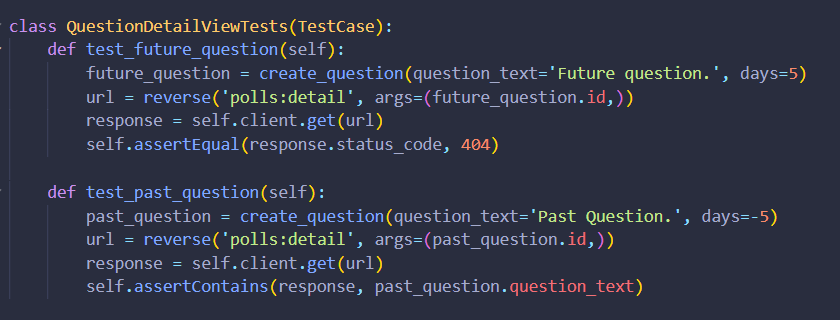 class QuestionDetailViewTests(TestCase):
    def test_future_question(self):
        future_question = create_question(question_text='Future question.', days=5)
        url = reverse('polls:detail', args=(future_question.id,))
        response = self.client.get(url)
        self.assertEqual(response.status_code, 404)

    def test_past_question(self):
        past_question = create_question(question_text='Past Question.', days=-5)
        url = reverse('polls:detail', args=(past_question.id,))
        response = self.client.get(url)
        self.assertContains(response, past_question.question_text)